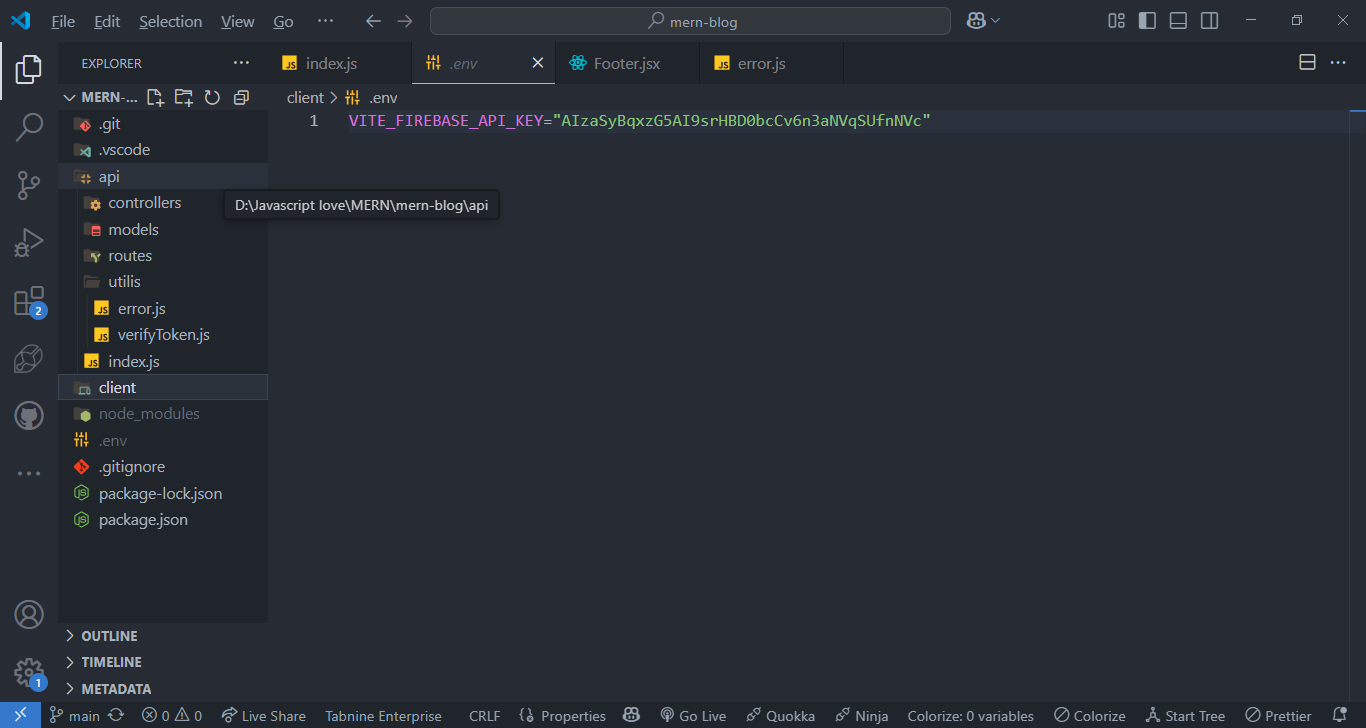 File Edit Selection View Go ··· mern-blog
EXPLORER ··· index.js .env Footer.jsx error.js
MERN-... client > .env
1 VITE_FIREBASE_API_KEY="AIzaSyBqxzG5AI9srHBD0bcCv6n3aNVqSUfnNVc"
.git
.vscode
api
D:\Javascript love\MERN\mern-blog\api
controllers
models
routes
utilis
JS error.js
JS verifyToken.js
JS index.js
client
node_modules
.env
.gitignore
package-lock.json
package.json
2
OUTLINE
TIMELINE
1
METADATA
main 0 0 Live Share Tabnine Enterprise CRLF {} Properties Go Live Quokka Ninja Colorize: 0 variables Colorize Start Tree Prettier